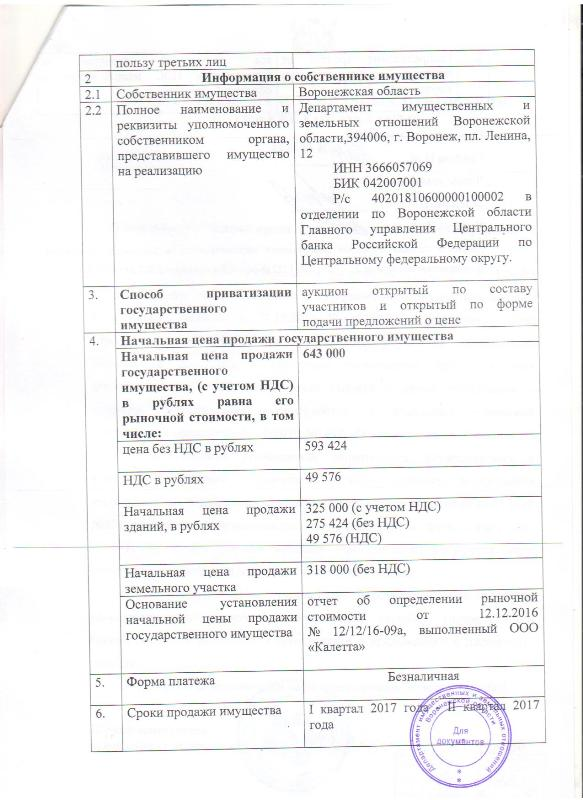 пользу третьих лиц
2 Информация о собственнике имущества
2.1 Собственник имущества Воронежская область
2.2 Полное наименование и реквизиты уполномоченного собственником органа, представившего имущество на реализацию
Департамент имущественных и
земельных отношений Воронежской
области,394006, г. Воронеж, пл. Ленина,
12
ИНН 3666057069
БИК 042007001
Р/с 40201810600000100002 в
отделении по Воронежской области
Главного управления Центрального
банка Российской Федерации по
Центральному федеральному округу.
3. Способ приватизации
государственного
имущества
аукцион открытый по составу
участников и открытый по форме
подачи предложений о цене
4. Начальная цена продажи государственного имущества
Начальная цена продажи
государственного
имущества, (с учетом НДС)
в рублях равна его
рыночной стоимости, в том
числе:
643 000
цена без НДС в рублях 593 424
НДС в рублях 49 576
Начальная цена продажи
зданий, в рублях
325 000 (с учетом НДС)
275 424 (без НДС)
49 576 (НДС)
Начальная цена продажи
земельного участка
318 000 (без НДС)
Основание установления
начальной цены продажи
государственного имущества
отчет об определении рыночной
стоимости от 12.12.2016
№ 12/12/16-09а, выполненный ООО
«Калетта»
5. Форма платежа Безналичная
6. Сроки продажи имущества
I квартал 2017 года - II квартал 2017
года
Департамент имущественных и земельных отношений
Воронежской области
Для
документов